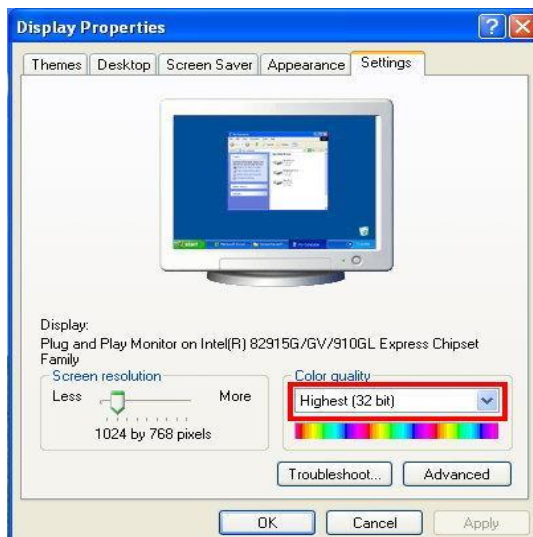 Display Properties
Themes Desktop Screen Saver Appearance Settings
Display:
Plug and Play Monitor on Intel(R) 82915G/GV/910GL Express Chipset
Family
Screen resolution
Less More
1024 by 768 pixels
Color quality
Highest (32 bit)
Troubleshoot... Advanced
OK Cancel Apply